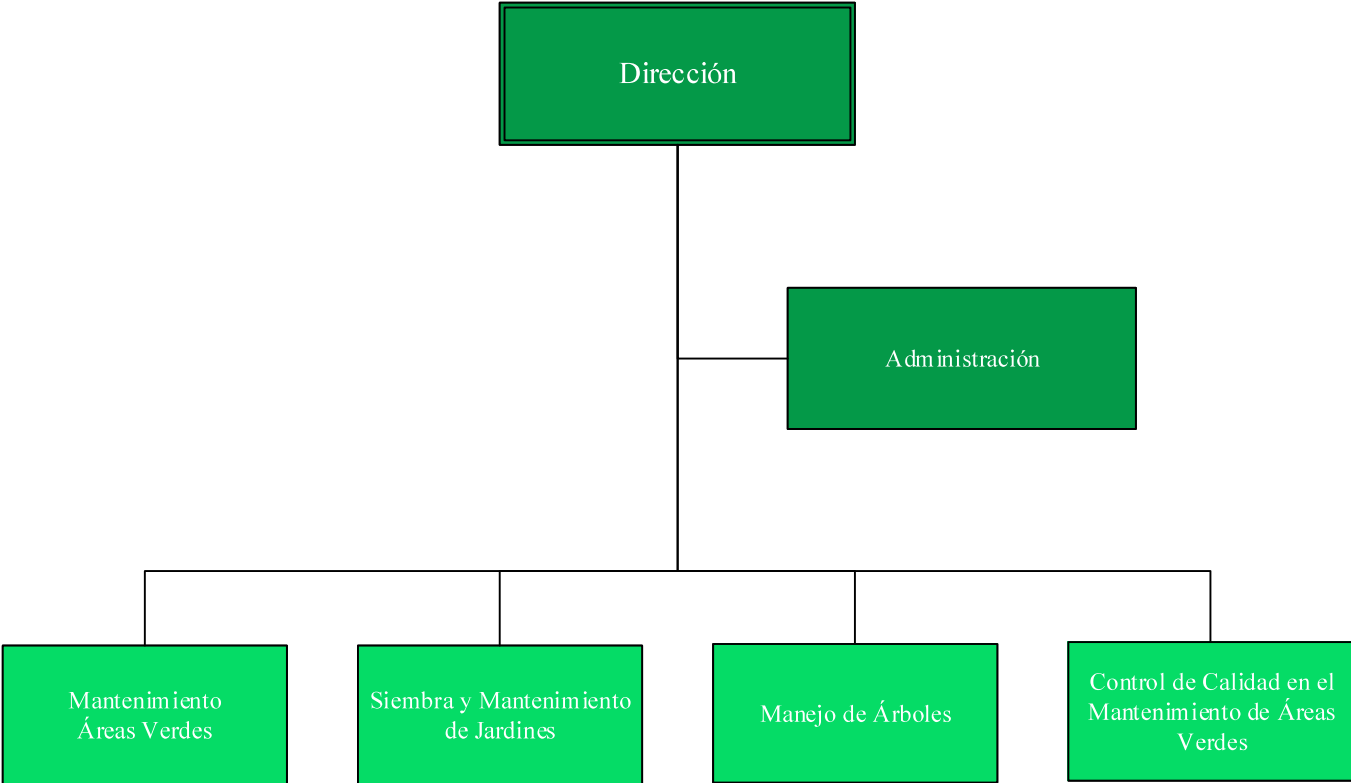 Dirección
Administración
Mantenimiento
Áreas Verdes
Siembra y Mantenimiento
de Jardines
Manejo de Árboles
Control de Calidad en el
Mantenimiento de Áreas
Verdes